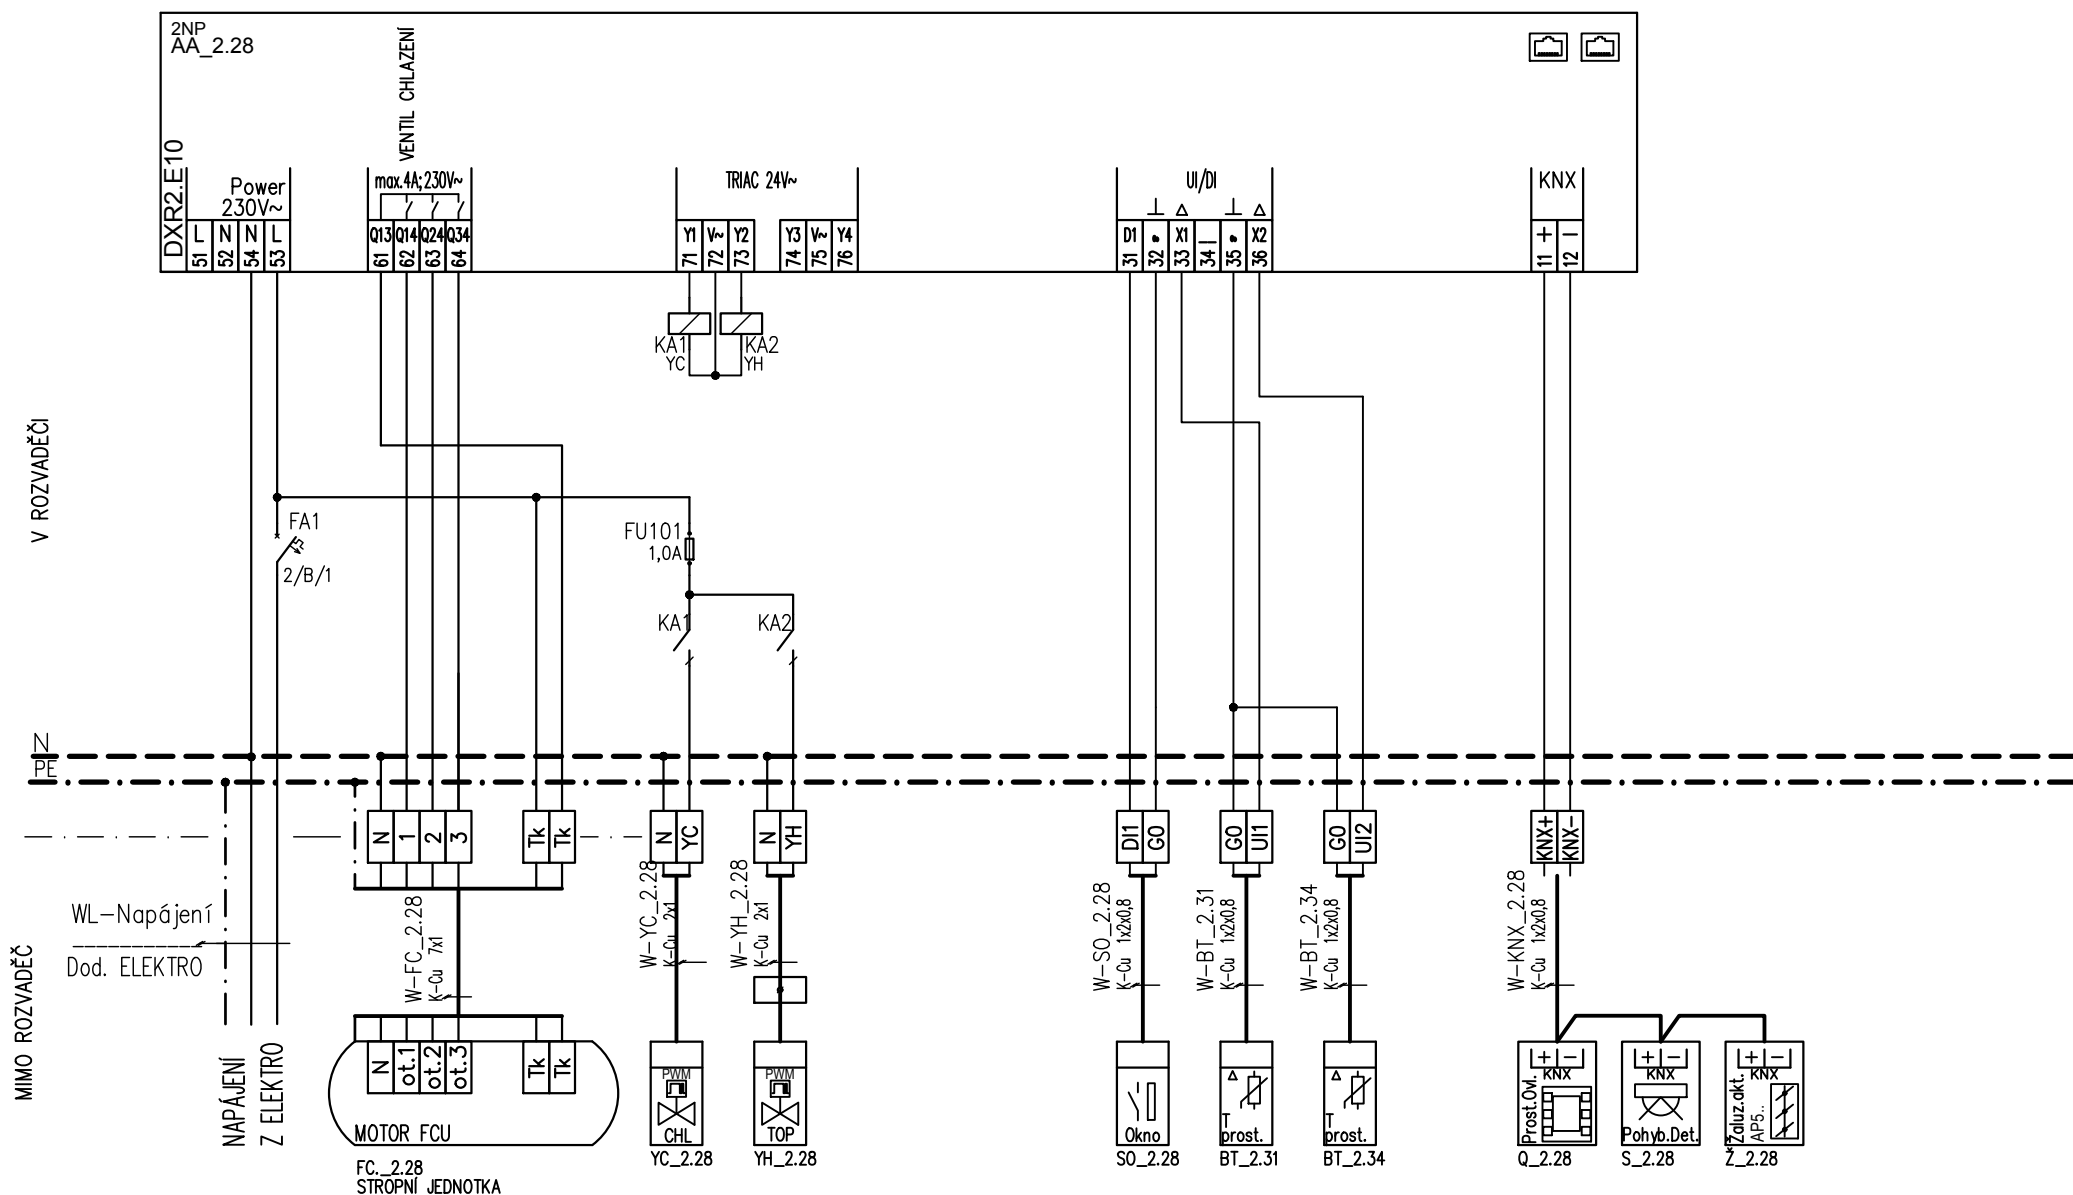 2NP
AA_2.28
DXR2.E10
VENTIL CHLAZENÍ
Power
230V~
max.4A;230V~
TRIAC 24V~
UI/DI
KNX
L N N L
51 52 54 53
Q13 Q14 Q24 Q34
61 62 63 64
Y1 V~ Y2
71 72 73
Y3 V~ Y4
74 75 76
D1 X1 X2
31 32 33 34 35 36
+ −
11 12
KA1
YC
KA2
YH
V ROZVADĚČI
FA1
2/B/1
FU101
1,0A
KA1
KA2
N
PE
N 1 2 3
Tk Tk
N YC
N YH
DI1 G0
G0 UI1
G0 UI2
KNX+ KNX-
MIMO ROZVADĚČ
WL-Napájení
Dod. ELEKTRO
NAPÁJENÍ
Z ELEKTRO
W-FC_2.28
K-Cu 7x1
W-YC_2.28
K-Cu 2x1
W-YH_2.28
K-Cu 2x1
W-SO_2.28
K-Cu 1x2x0,8
W-BT_2.31
K-Cu 1x2x0,8
W-BT_2.34
K-Cu 1x2x0,8
W-KNX_2.28
K-Cu 1x2x0,8
N ot.1 ot.2 ot.3
Tk Tk
MOTOR FCU
FC._2.28
STROPNÍ JEDNOTKA
PWM
CHL
YC_2.28
PWM
TOP
YH_2.28
Okno
SO_2.28
T
prost.
BT_2.31
T
prost.
BT_2.34
+ −
KNX
Prost.Ovl.
Q_2.28
+ −
KNX
Pohyb.Det.
S_2.28
+ −
KNX
Žaluz.akt.
AP5..
Ž_2.28